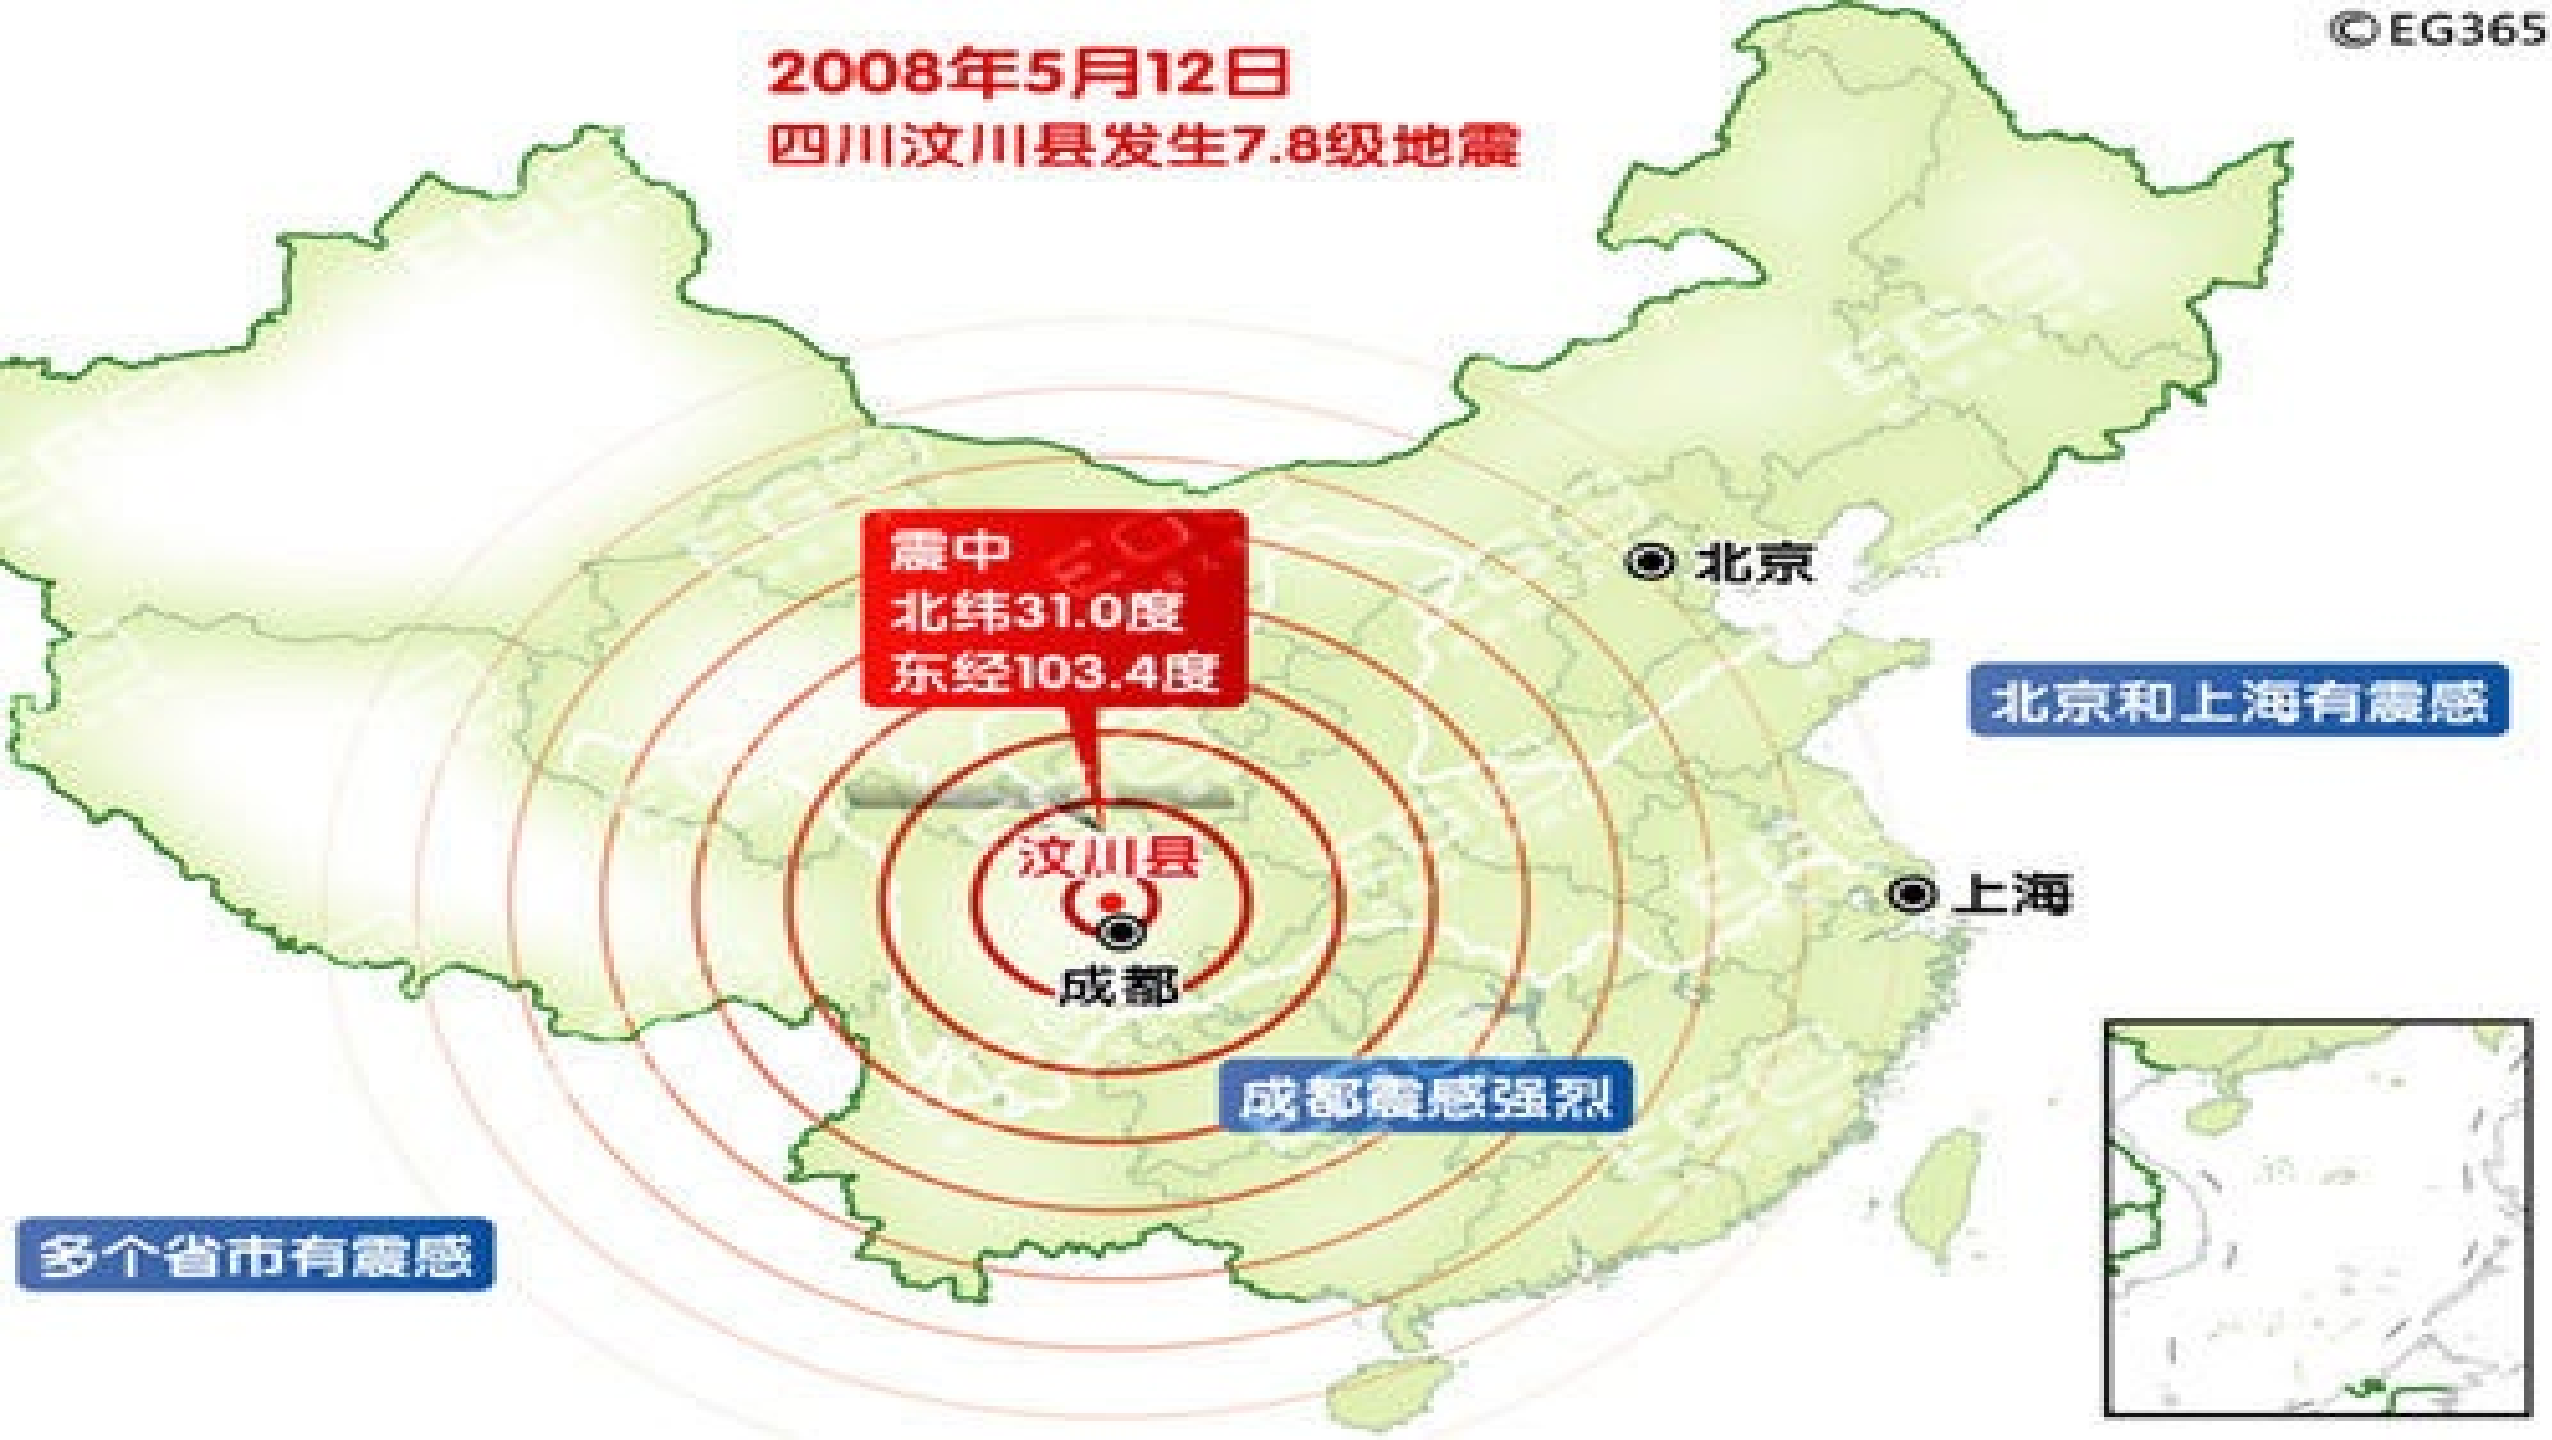 ©EG365
2008年5月12日
四川汶川县发生7.8级地震
震中
北纬31.0度
东经103.4度
北京
北京和上海有震感
汶川县
上海
成都
成都震感强烈
多个省市有震感